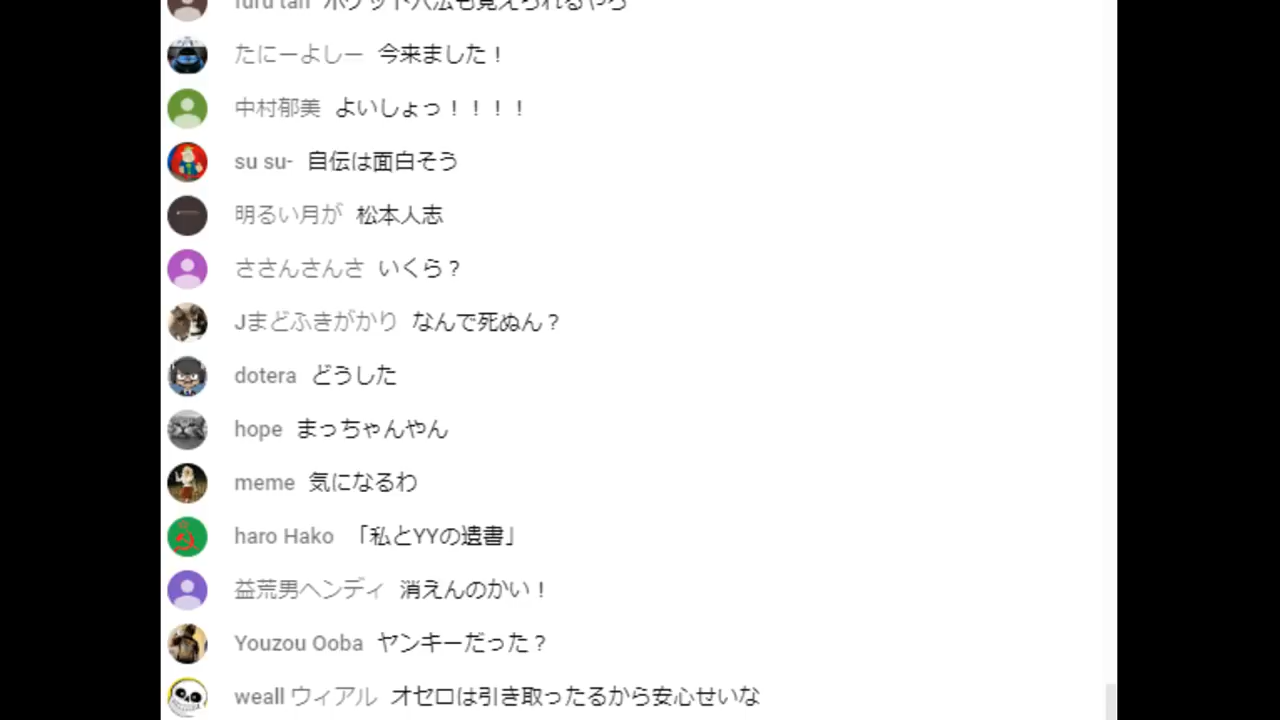 たにーよしー 今来ました！
中村郁美 よいしょっ！！！！
su su- 自伝は面白そう
明るい月が 松本人志
ささんさんさ いくら？
Jまどふきがかり なんで死ぬん？
dotera どうした
hope まっちゃんやん
meme 気になるわ
haro Hako 「私とYYの遺書」
益荒男ヘンディ 消えんのかい！
Youzou Ooba ヤンキーだった？
weall ウィアル オセロは引き取ったるから安心せいな